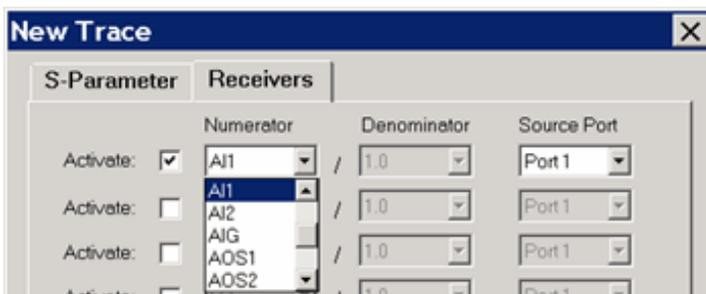 New Trace
S-Parameter Receivers
Numerator Denominator Source Port
Activate: AI1 / 1.0 Port 1
AI1
AI2
Activate: / 1.0 Port 1
AIG
AOS1
Activate: / 1.0 Port 1
AOS2
Activate: / 1.0 Port 1